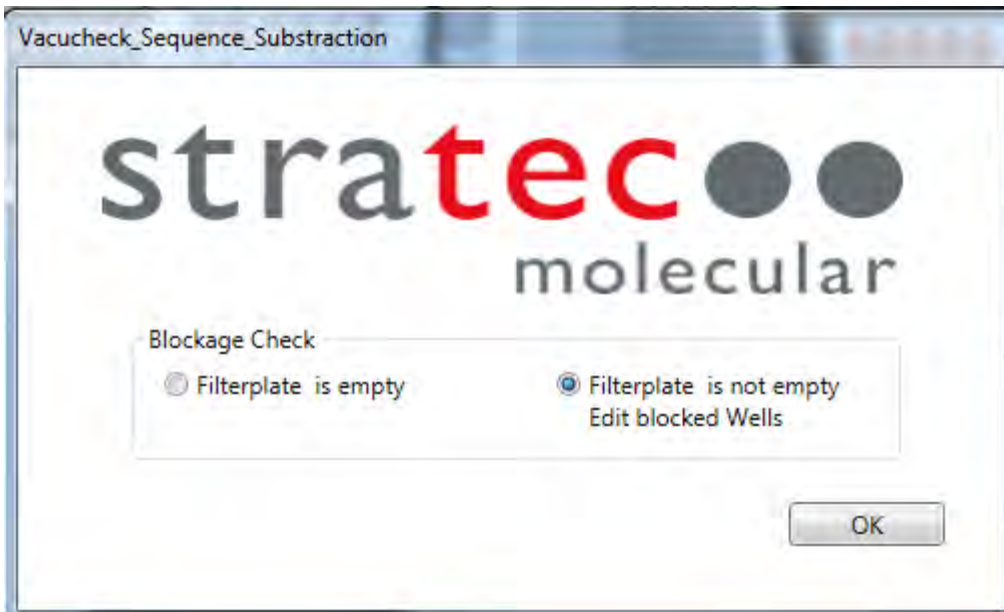 Vacucheck_Sequence_Substraction
stratec
molecular
Blockage Check
Filterplate is empty
Filterplate is not empty
Edit blocked Wells
OK